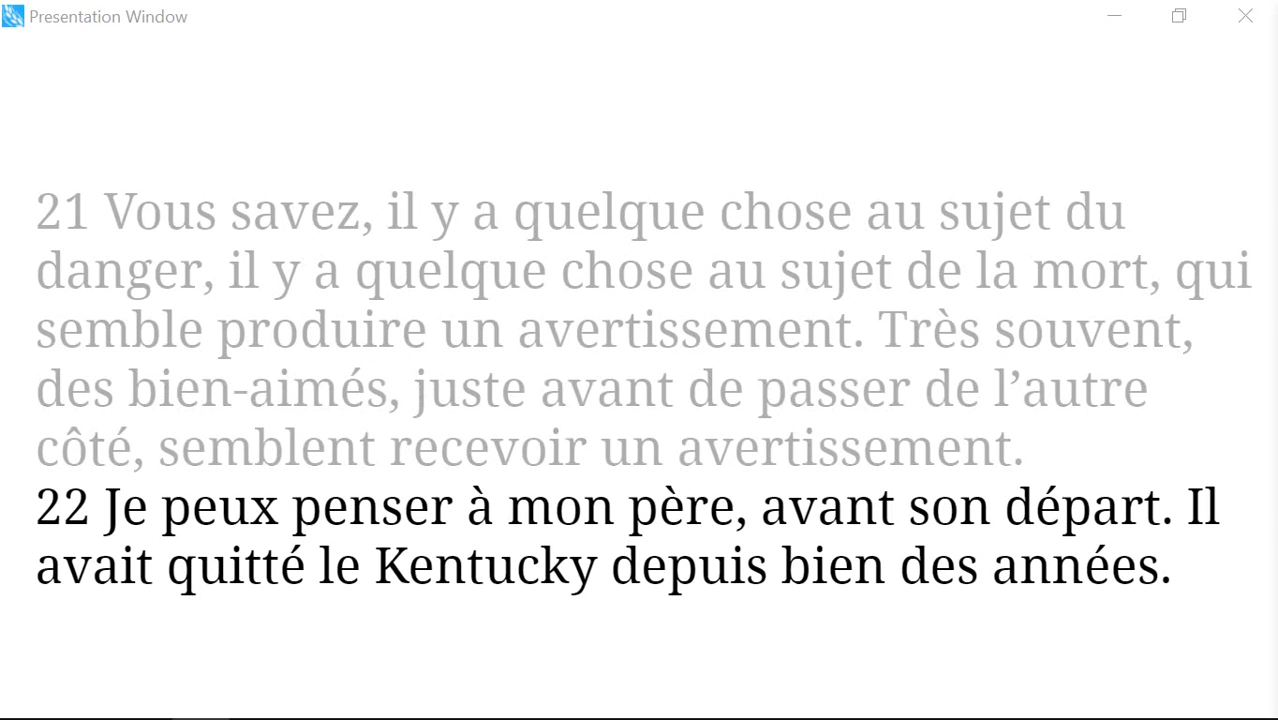 Presentation Window
21 Vous savez, il y a quelque chose au sujet du
danger, il y a quelque chose au sujet de la mort, qui
semble produire un avertissement. Très souvent,
des bien-aimés, juste avant de passer de l’autre
côté, semblent recevoir un avertissement.
22 Je peux penser à mon père, avant son départ. Il
avait quitté le Kentucky depuis bien des années.